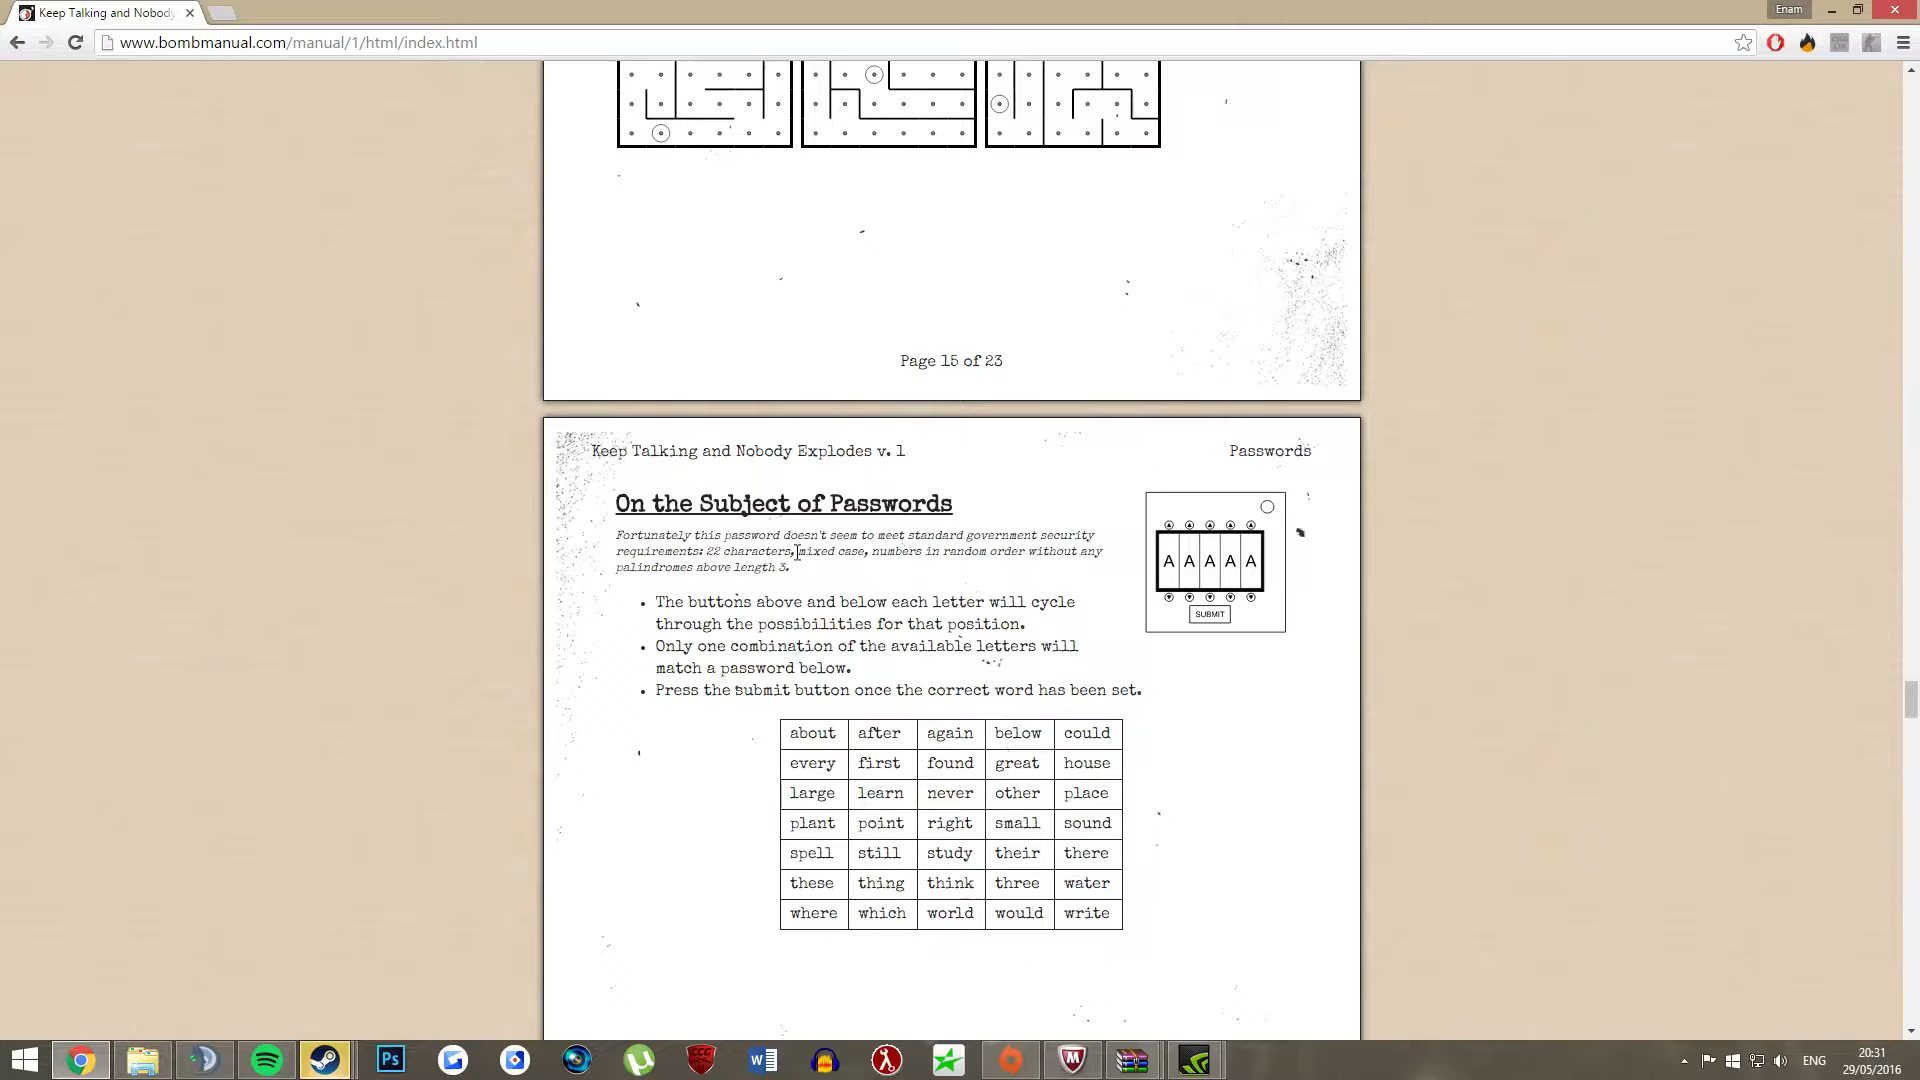 Keep Talking and Nobody
Enam
www.bombmanual.com/manual/1/html/index.html
Page 15 of 23
Keep Talking and Nobody Explodes v. 1
Passwords
On the Subject of Passwords
Fortunately this password doesn't seem to meet standard government security
requirements: 22 characters, mixed case, numbers in random order without any
palindromes above length 3.
A A A A A
SUBMIT
• The buttons above and below each letter will cycle
through the possibilities for that position.
• Only one combination of the available letters will
match a password below.
• Press the submit button once the correct word has been set.
about after again below could
every first found great house
large learn never other place
plant point right small sound
spell still study their there
these thing think three water
where which world would write
Ps
W
ENG
20:31
29/05/2016